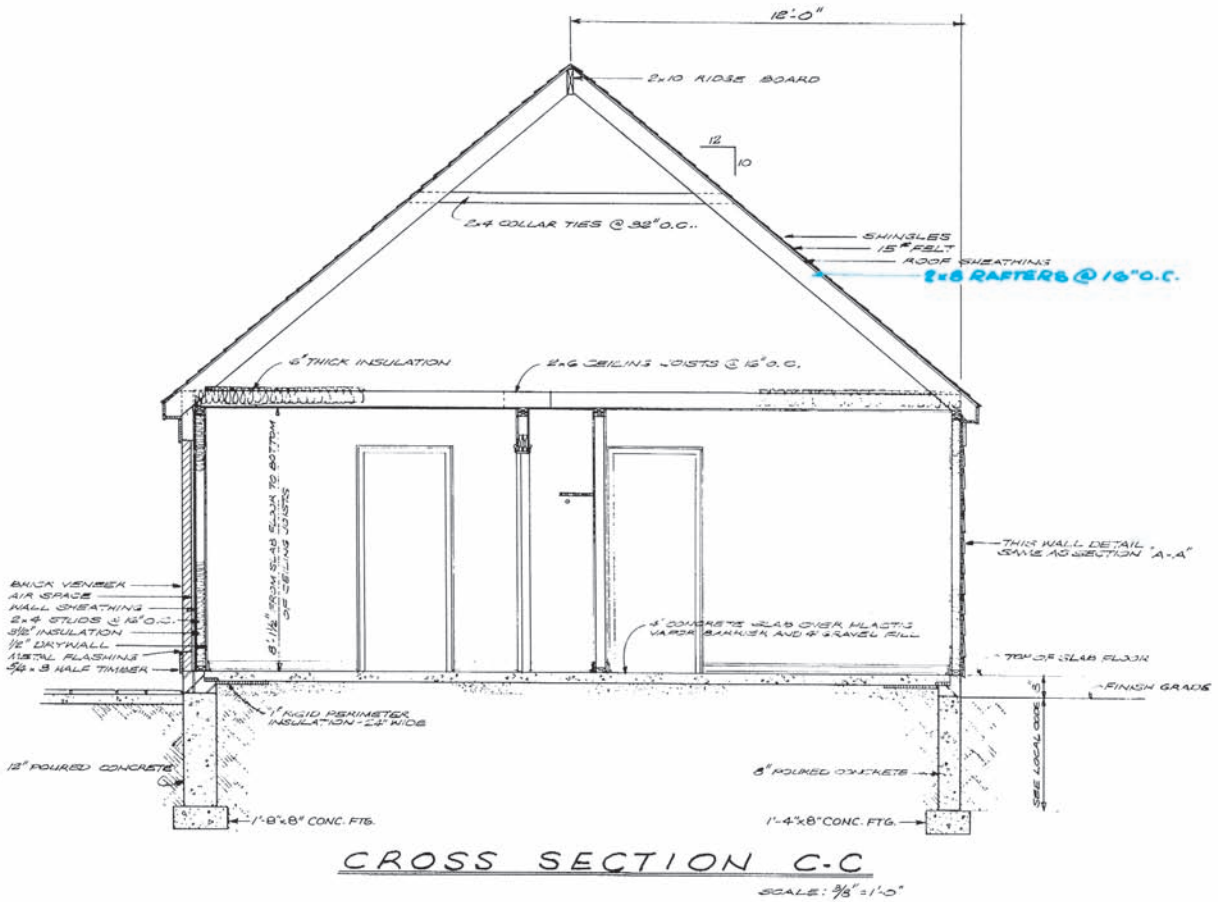 12'-0"
2x10 RIDGE BOARD
12
10
2x4 COLLAR TIES @ 32" O.C.
SHINGLES
15# FELT
ROOF SHEATHING
2x8 RAFTERS @ 16" O.C.
6" THICK INSULATION
2x6 CEILING JOISTS @ 16" O.C.
8'-1½" FROM SLAB FLOOR TO BOTTOM
OF CEILING JOISTS
THIS WALL DETAIL
SAME AS SECTION "A-A"
BRICK VENEER
AIR SPACE
WALL SHEATHING
2x4 STUDS @ 16" O.C.
3½" INSULATION
½" DRYWALL
METAL FLASHING
5/4 x 8 HALF TIMBER
4" CONCRETE SLAB OVER PLASTIC
VAPOR BARRIER AND 4" GRAVEL FILL
TOP OF SLAB FLOOR
8"
FINISH GRADE
1" RIGID PERIMETER
INSULATION - 24" WIDE
SEE LOCAL CODE
12" POURED CONCRETE
8" POURED CONCRETE
1'-8"x8" CONC. FTG.
1'-4"x8" CONC. FTG.
CROSS SECTION C-C
SCALE: 3/8" = 1'-0"